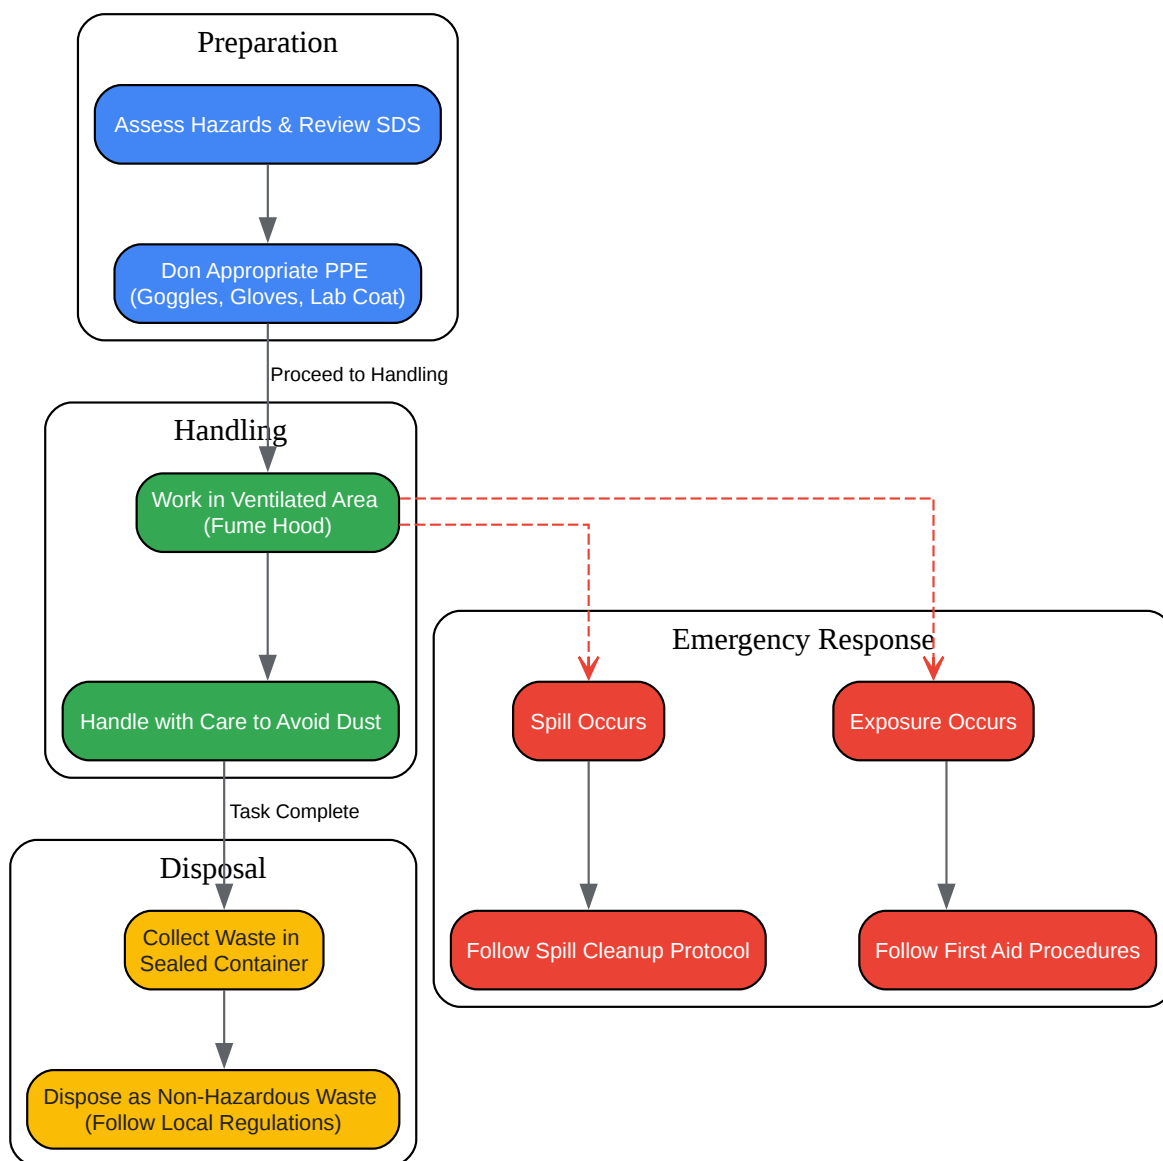 Preparation
Assess Hazards & Review SDS
Don Appropriate PPE
(Goggles, Gloves, Lab Coat)
Proceed to Handling
Handling
Work in Ventilated Area
(Fume Hood)
Handle with Care to Avoid Dust
Task Complete
Disposal
Collect Waste in
Sealed Container
Dispose as Non-Hazardous Waste
(Follow Local Regulations)
Emergency Response
Spill Occurs
Exposure Occurs
Follow Spill Cleanup Protocol
Follow First Aid Procedures